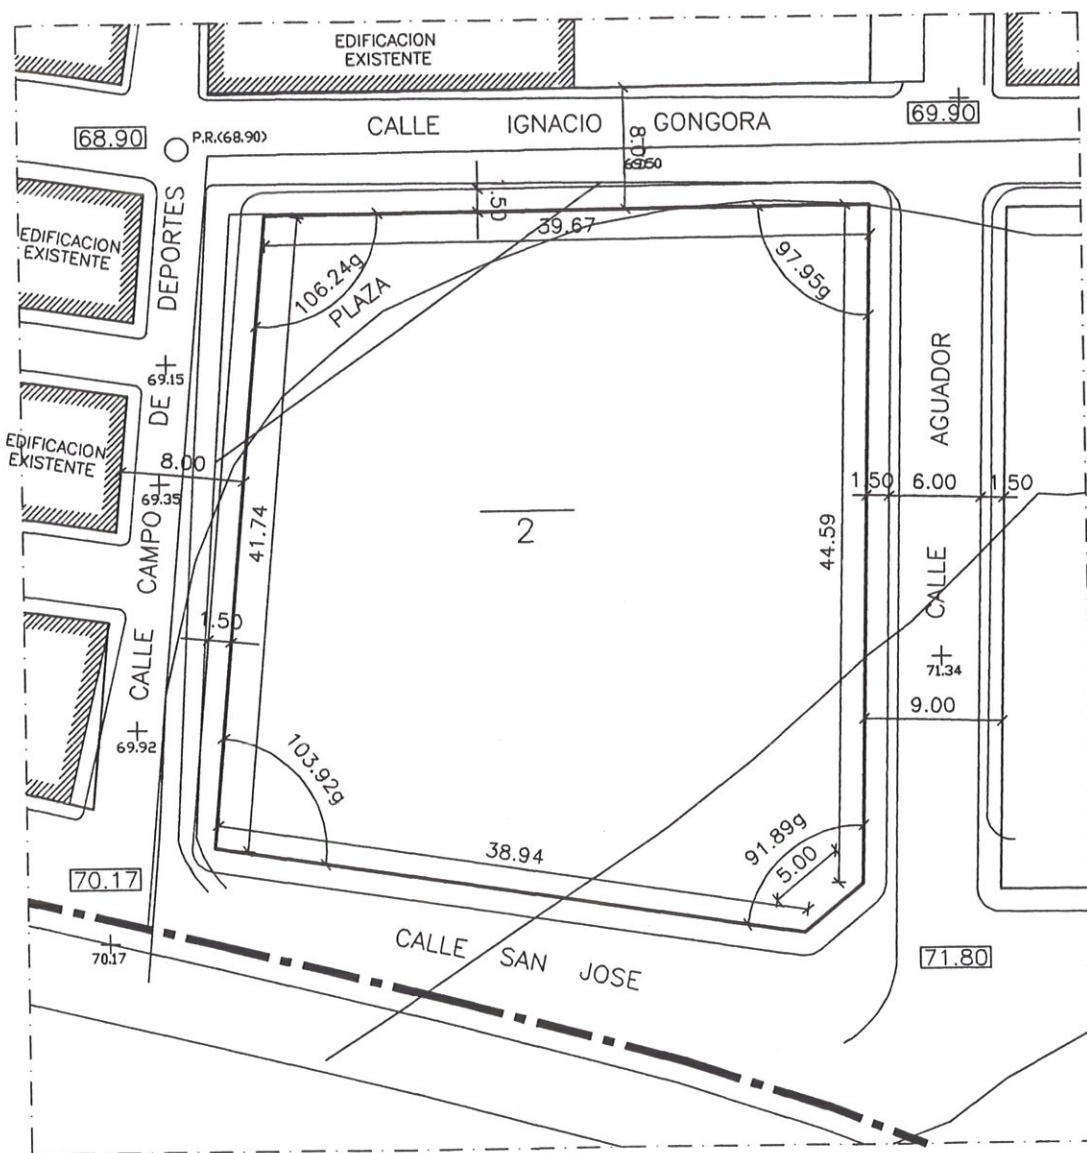 EDIFICACION
EXISTENTE
68.90
P.R.(68.90)
CALLE IGNACIO GONGORA
69.90
1.50
39.67
EDIFICACION
EXISTENTE
106.24g
PLAZA
97.95g
69.15
EDIFICACION
EXISTENTE
8.00
69.35
CALLE CAMPO DE DEPORTES
41.74
2
44.59
1.50 6.00 1.50
CALLE AGUADOR
1.50
71.34
9.00
69.92
103.92g
38.94
91.89g
5.00
70.17
70.17
CALLE SAN JOSE
71.80